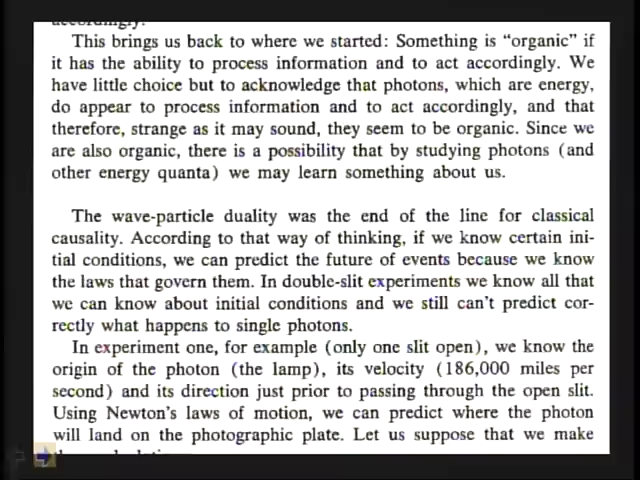 accordingly.
This brings us back to where we started: Something is “organic” if
it has the ability to process information and to act accordingly. We
have little choice but to acknowledge that photons, which are energy,
do appear to process information and to act accordingly, and that
therefore, strange as it may sound, they seem to be organic. Since we
are also organic, there is a possibility that by studying photons (and
other energy quanta) we may learn something about us.
The wave-particle duality was the end of the line for classical
causality. According to that way of thinking, if we know certain ini-
tial conditions, we can predict the future of events because we know
the laws that govern them. In double-slit experiments we know all that
we can know about initial conditions and we still can’t predict cor-
rectly what happens to single photons.
In experiment one, for example (only one slit open), we know the
origin of the photon (the lamp), its velocity (186,000 miles per
second) and its direction just prior to passing through the open slit.
Using Newton’s laws of motion, we can predict where the photon
will land on the photographic plate. Let us suppose that we make